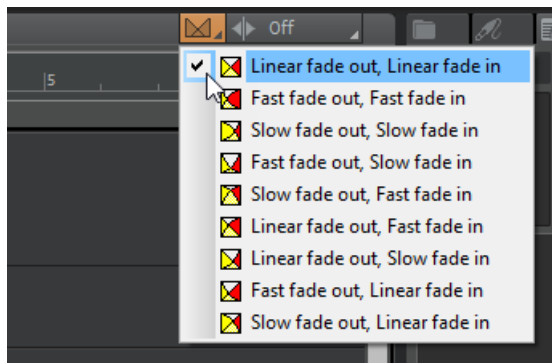 Off
5
Linear fade out, Linear fade in
Fast fade out, Fast fade in
Slow fade out, Slow fade in
Fast fade out, Slow fade in
Slow fade out, Fast fade in
Linear fade out, Fast fade in
Linear fade out, Slow fade in
Fast fade out, Linear fade in
Slow fade out, Linear fade in